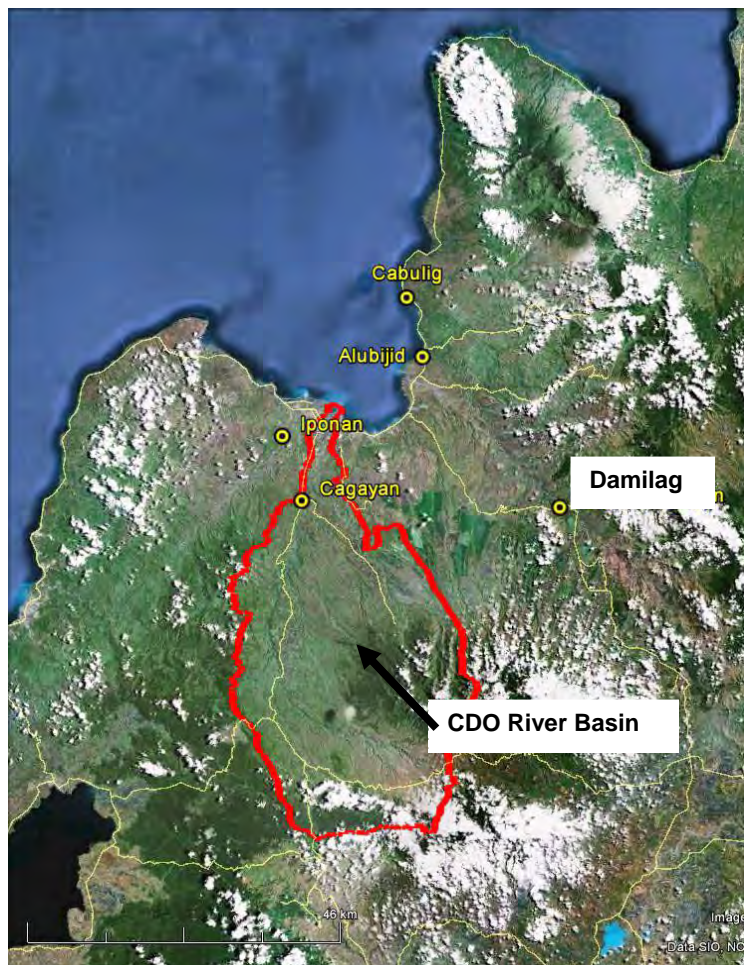 Cabulig
Alubijid
Iponan
Damilag
Cagayan
CDO River Basin
46 km
Image
Data SIO, NO